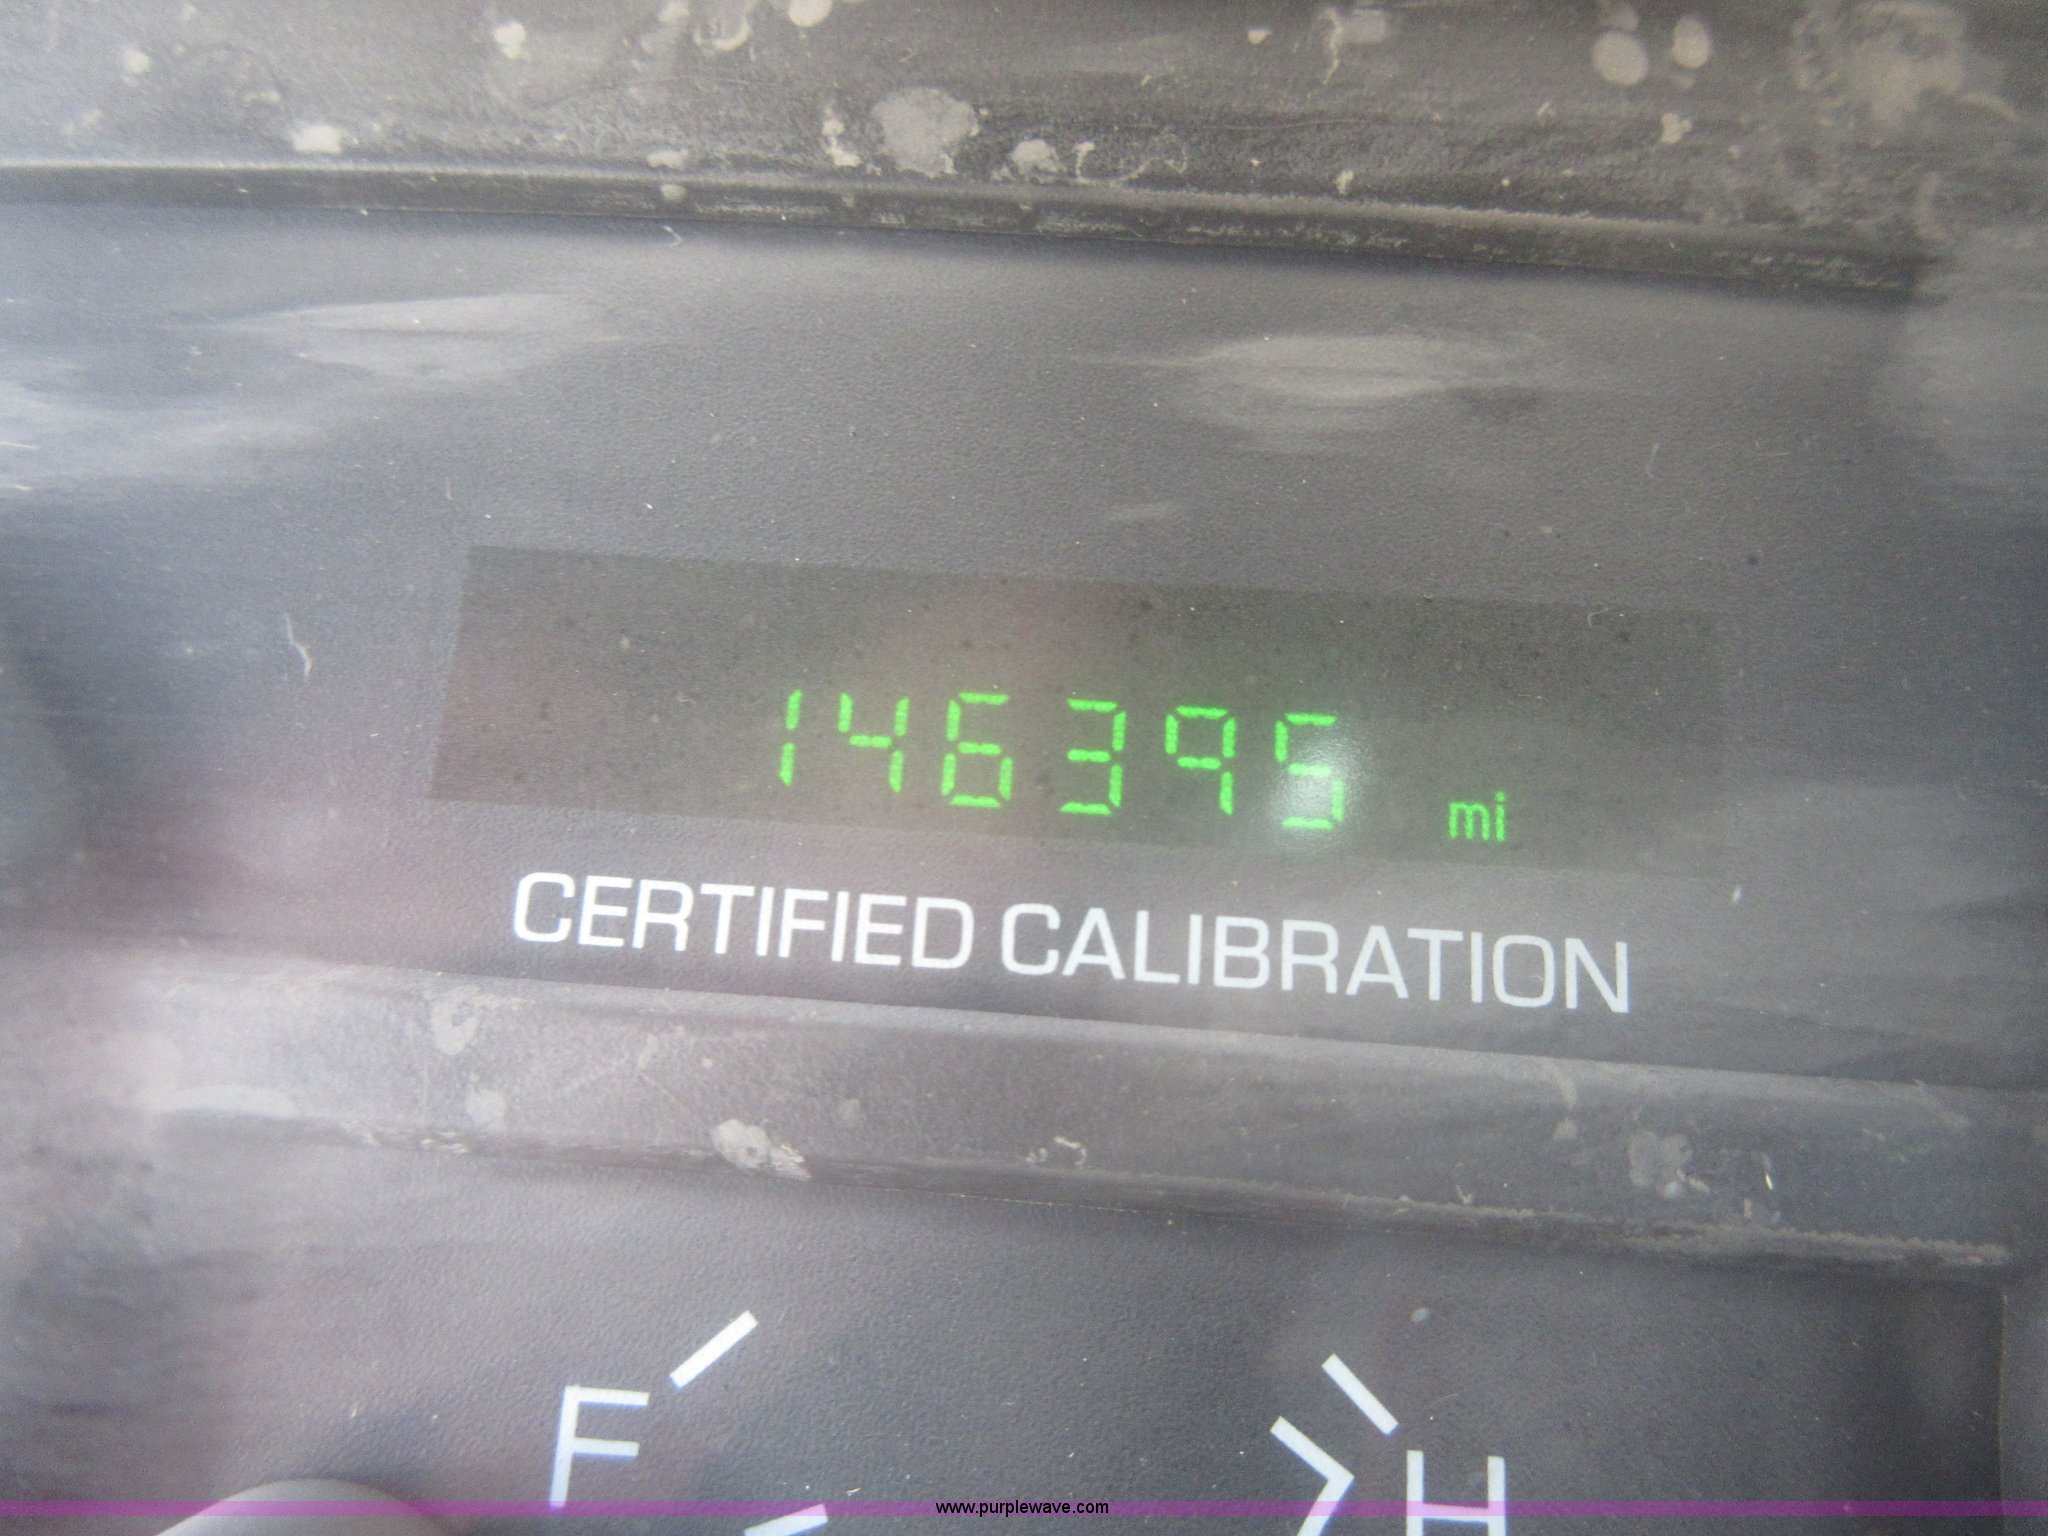 146395 mi
CERTIFIED CALIBRATION
F
H
www.purplewave.com